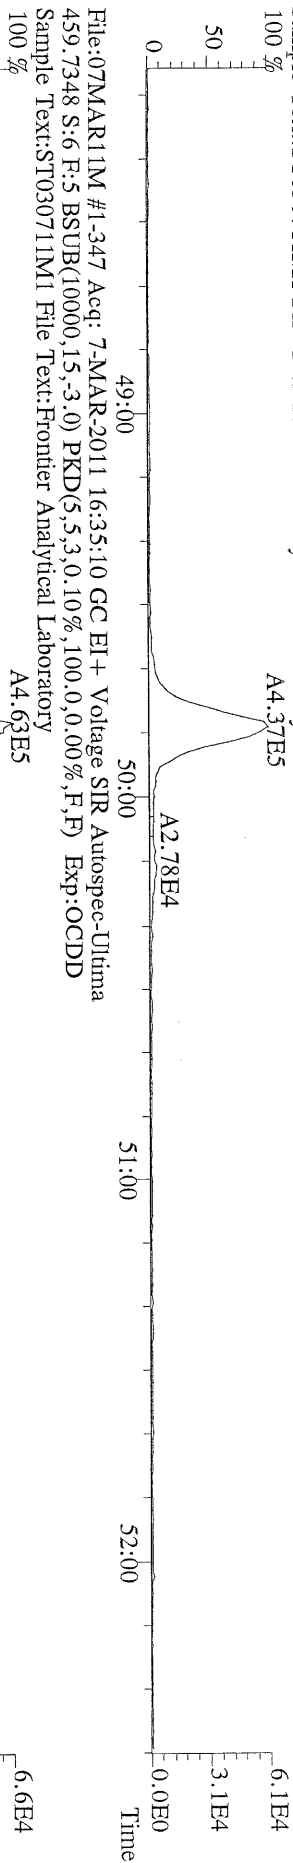 100 %
50
0
A4.37E5
A2.78E4
6.1E4
3.1E4
0.0E0
49:00
50:00
51:00
52:00
Time
File:07MAR11M #1-347 Acq: 7-MAR-2011 16:35:10 GC EI+ Voltage SIR Autospec-Ultima
459.7348 S:6 F:5 BSUB(10000,15,-3.0) PKD(5,5,3,0.10%,100.0,0.00%,F,F) Exp:OCDD
Sample Text:ST030711M1 File Text:Frontier Analytical Laboratory
100 %
A4.63E5
6.6E4